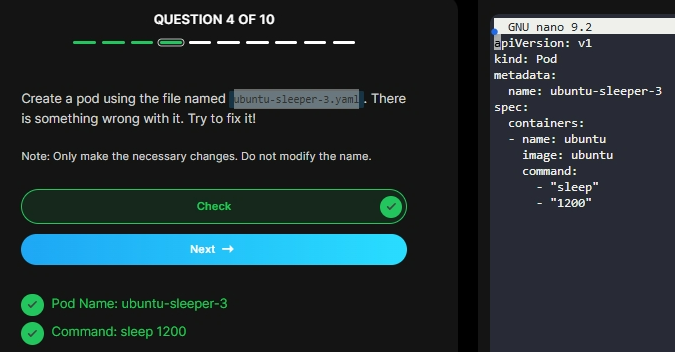 QUESTION 4 OF 10
Create a pod using the file named ubuntu-sleeper-3.yaml. There
is something wrong with it. Try to fix it!
Note: Only make the necessary changes. Do not modify the name.
Check
Next →
Pod Name: ubuntu-sleeper-3
Command: sleep 1200
GNU nano 9.2
apiVersion: v1
kind: Pod
metadata:
  name: ubuntu-sleeper-3
spec:
  containers:
  - name: ubuntu
    image: ubuntu
    command:
      - "sleep"
      - "1200"